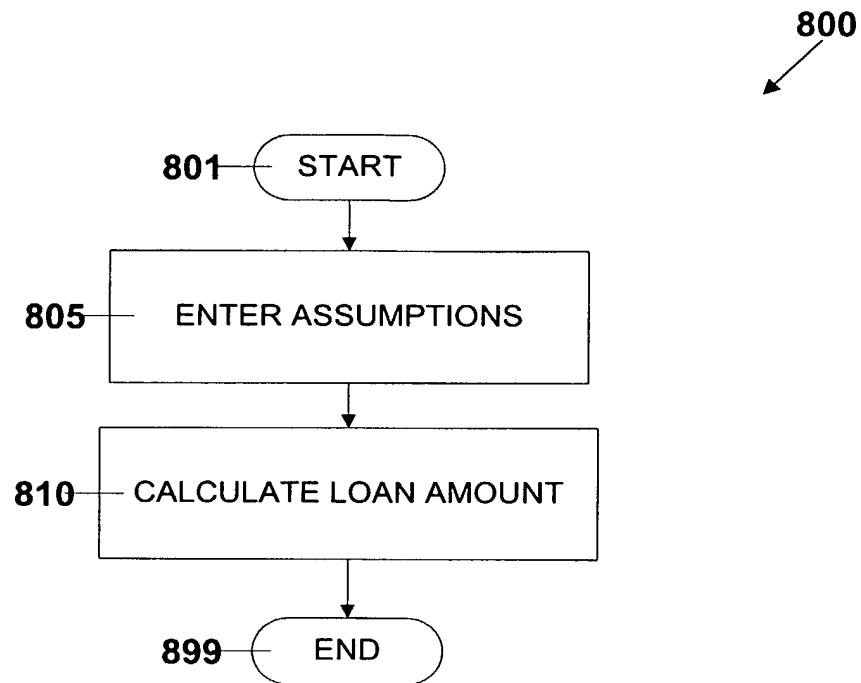 800
801 START
805 ENTER ASSUMPTIONS
810 CALCULATE LOAN AMOUNT
899 END